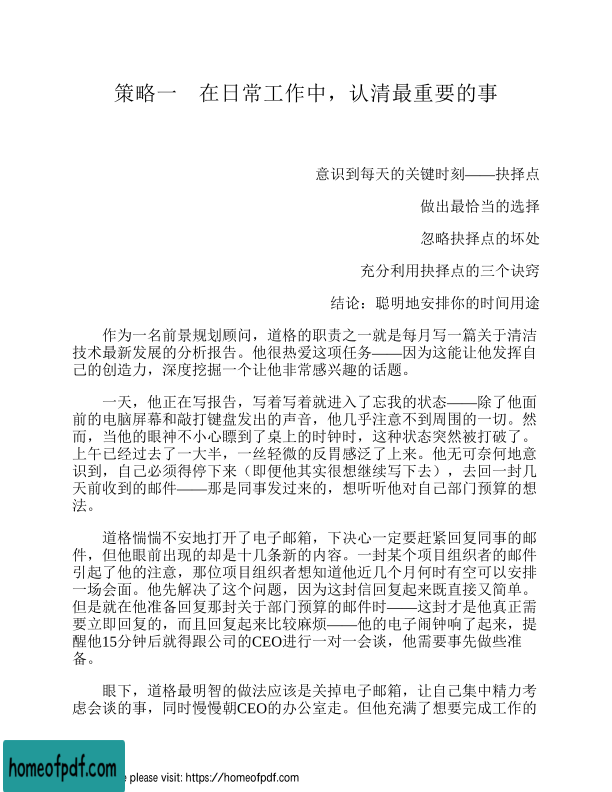 策略一　在日常工作中，认清最重要的事
意识到每天的关键时刻——抉择点
做出最恰当的选择
忽略抉择点的坏处
充分利用抉择点的三个诀窍
结论：聪明地安排你的时间用途
作为一名前景规划顾问，道格的职责之一就是每月写一篇关于清洁
技术最新发展的分析报告。他很热爱这项任务——因为这能让他发挥自
己的创造力，深度挖掘一个让他非常感兴趣的话题。
一天，他正在写报告，写着写着就进入了忘我的状态——除了他面
前的电脑屏幕和敲打键盘发出的声音，他几乎注意不到周围的一切。然
而，当他的眼神不小心瞟到了桌上的时钟时，这种状态突然被打破了。
上午已经过去了一大半，一丝轻微的反胃感泛了上来。他无可奈何地意
识到，自己必须得停下来（即便他其实很想继续写下去），去回一封几
天前收到的邮件——那是同事发过来的，想听听他对自己部门预算的想
法。
道格惴惴不安地打开了电子邮箱，下决心一定要赶紧回复同事的邮
件，但他眼前出现的却是十几条新的内容。一封某个项目组织者的邮件
引起了他的注意，那位项目组织者想知道他近几个月何时有空可以安排
一场会面。他先解决了这个问题，因为这封信回复起来既直接又简单。
但是就在他准备回复那封关于部门预算的邮件时——这封才是他真正需
要立即回复的，而且回复起来比较麻烦——他的电子闹钟响了起来，提
醒他15分钟后就得跟公司的CEO进行一对一会谈，他需要事先做些准
备。
眼下，道格最明智的做法应该是关掉电子邮箱，让自己集中精力考
虑会谈的事，同时慢慢朝CEO的办公室走。但他充满了想要完成工作的
homeofpdf.com
e please visit: https://homeofpdf.com